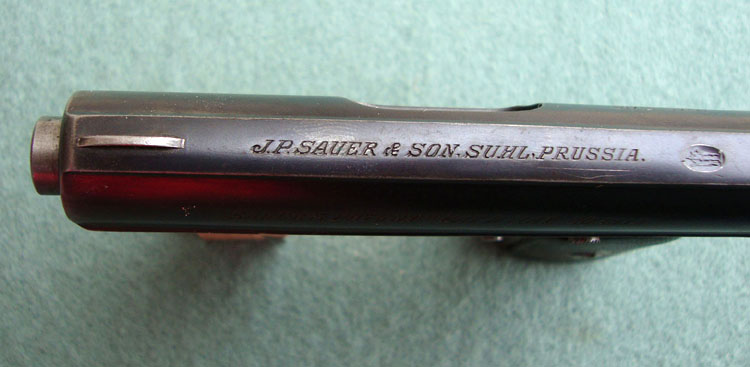 J.P. SAUER & SON. SUHL, PRUSSIA.